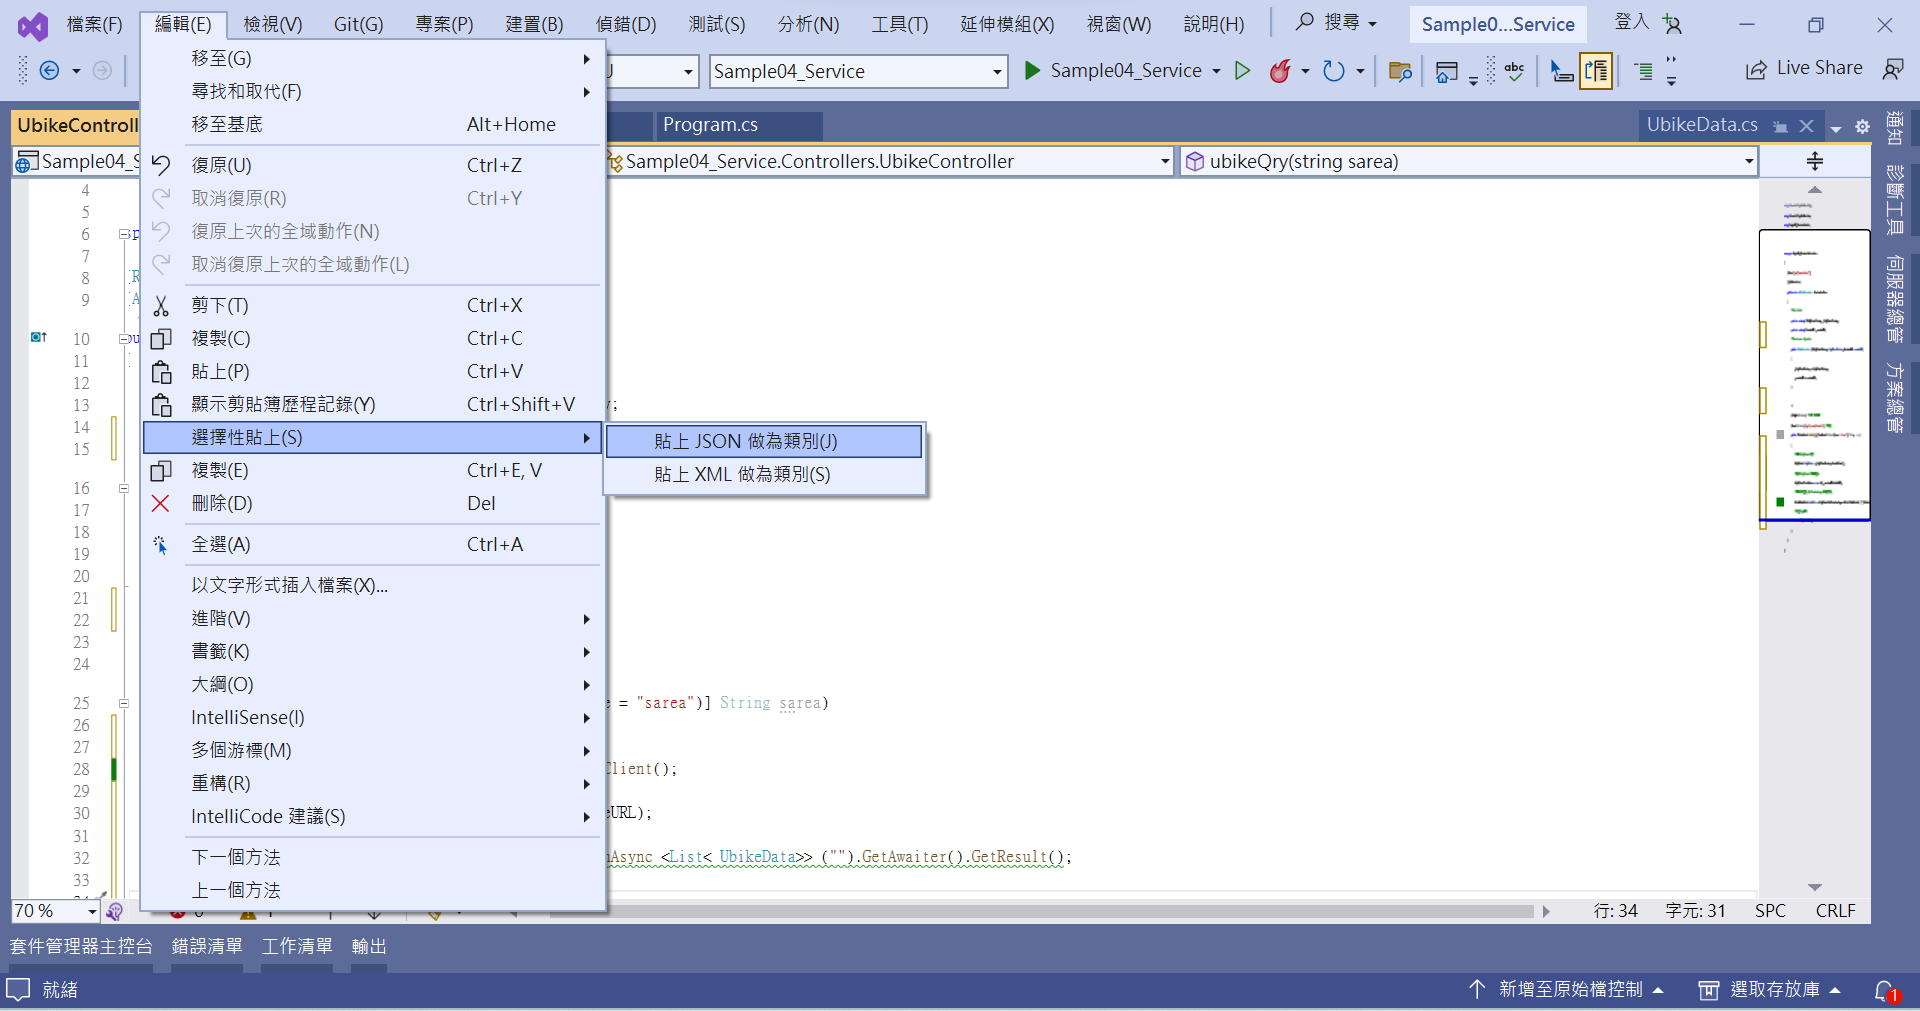 檔案(F) 編輯(E) 檢視(V) Git(G) 專案(P) 建置(B) 偵錯(D) 測試(S) 分析(N) 工具(T) 延伸模組(X) 視窗(W) 說明(H) 搜尋 Sample0...Service 登入
Sample04_Service Sample04_Service abc Live Share
UbikeControll Program.cs UbikeData.cs
Sample04_S Sample04_Service.Controllers.UbikeController ubikeQry(string sarea)
移至(G)
尋找和取代(F)
移至基底 Alt+Home
復原(U) Ctrl+Z
取消復原(R) Ctrl+Y
復原上次的全域動作(N)
取消復原上次的全域動作(L)
剪下(T) Ctrl+X
複製(C) Ctrl+C
貼上(P) Ctrl+V
顯示剪貼簿歷程記錄(Y) Ctrl+Shift+V
選擇性貼上(S)
複製(E) Ctrl+E, V
刪除(D) Del
全選(A) Ctrl+A
以文字形式插入檔案(X)...
進階(V)
書籤(K)
大綱(O)
IntelliSense(I)
多個游標(M)
重構(R)
IntelliCode 建議(S)
下一個方法
上一個方法
貼上 JSON 做為類別(J)
貼上 XML 做為類別(S)
4
5
6
7
8
9
10
11
12
13
14
15
16
17
18
19
20
21
22
23
24
25
26
27
28
29
30
31
32
33
= "sarea")] String sarea)
Client();
URL);
Async <List< UbikeData>> ("").GetAwaiter().GetResult();
通知
診斷工具
伺服器總管
方案總管
70 % 行: 34 字元: 31 SPC CRLF
套件管理器主控台 錯誤清單 工作清單 輸出
就緒 新增至原始檔控制 選取存放庫 1